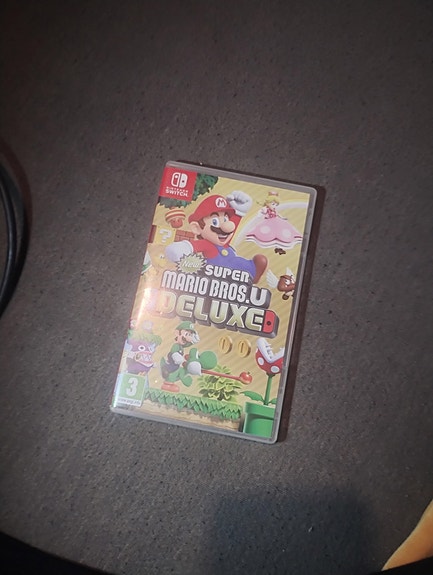 NINTENDO
SWITCH
New
SUPER
MARIO BROS. U
DELUXE
3